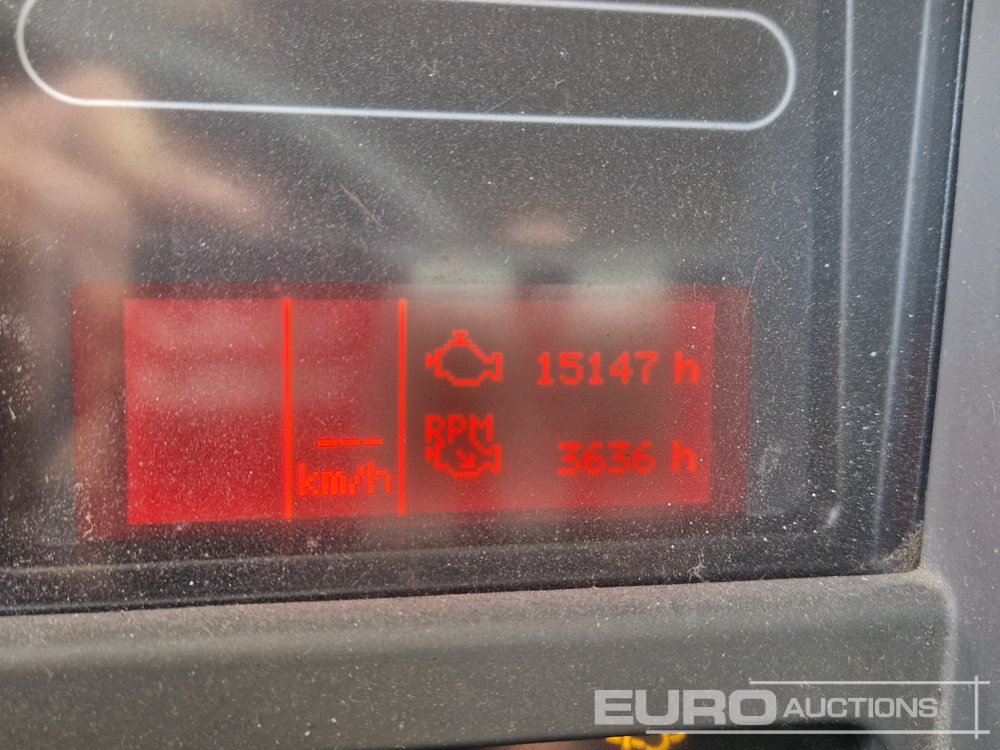 15147 h
RPM
3636 h
---
km/h
EURO AUCTIONS